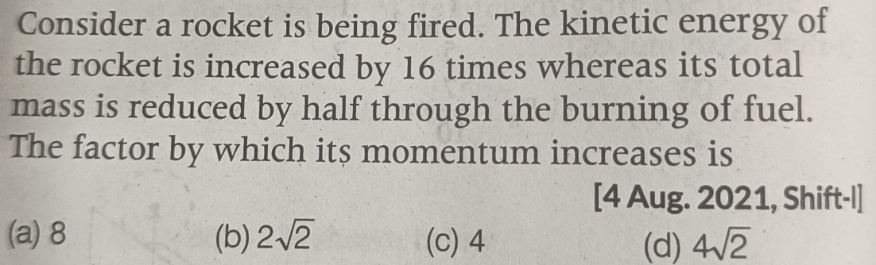 Consider a rocket is being fired. The kinetic energy of
the rocket is increased by 16 times whereas its total
mass is reduced by half through the burning of fuel.
The factor by which its momentum increases is
[4 Aug. 2021, Shift-I]
(a) 8 (b) 2√2 (c) 4 (d) 4√2